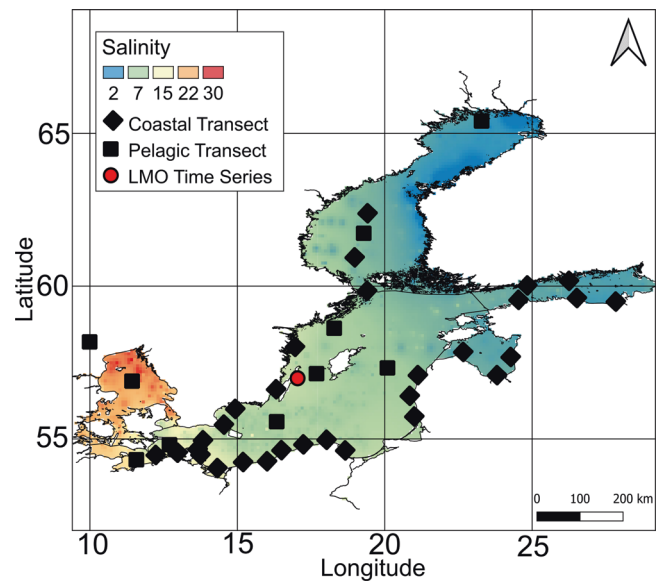 Salinity
2 7 15 22 30
Coastal Transect
Pelagic Transect
LMO Time Series
65
60
55
Latitude
0 100 200 km
10 15 20 25
Longitude